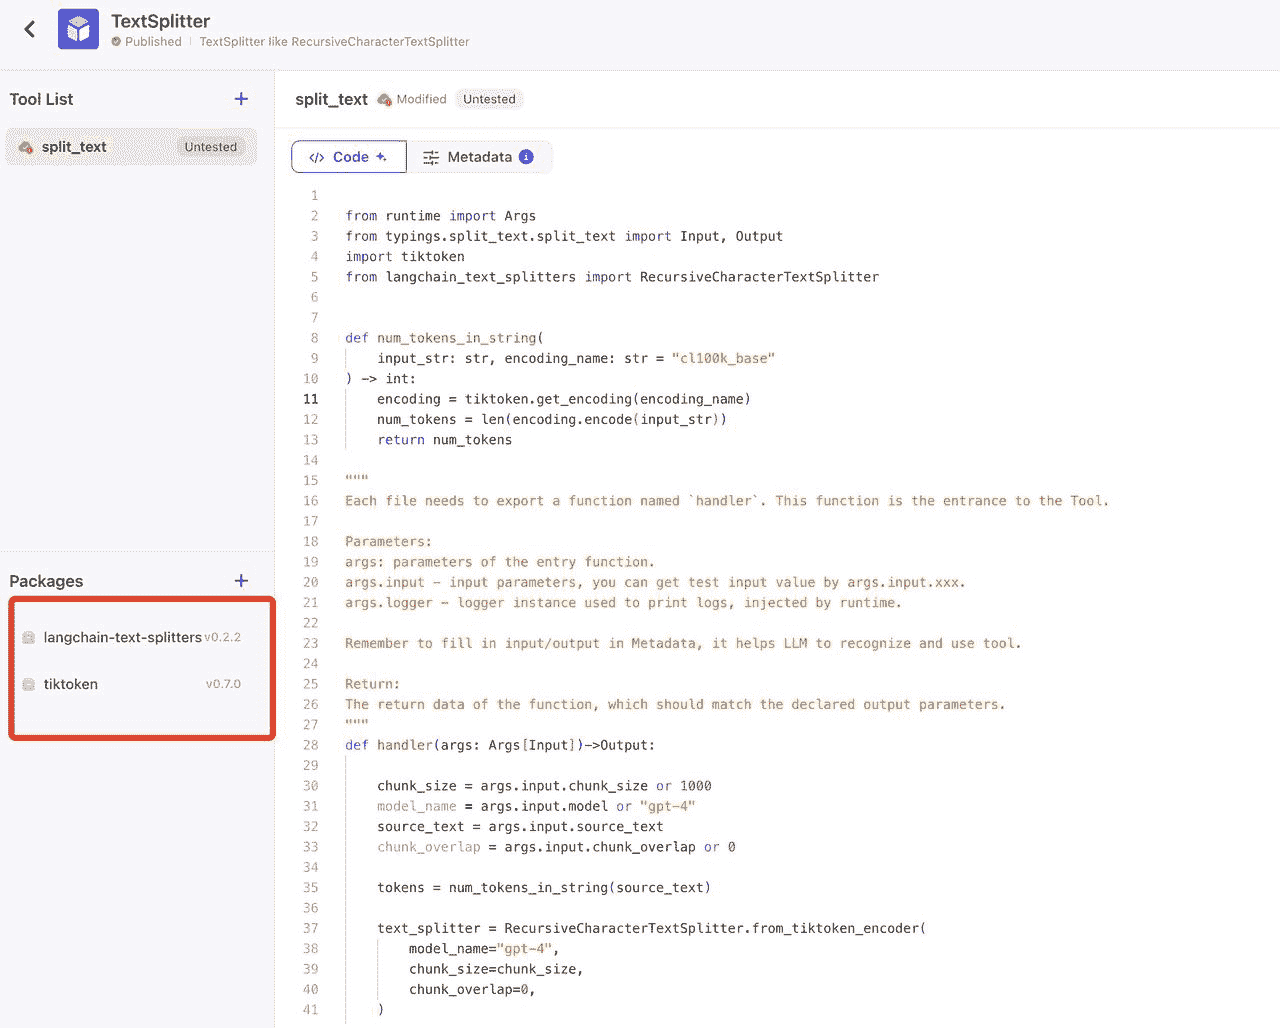 TextSplitter
Published TextSplitter like RecursiveCharacterTextSplitter
Tool List +
split_text Untested
Packages +
langchain-text-splitters v0.2.2
tiktoken v0.7.0
split_text Modified Untested
</> Code Metadata i
1
2 from runtime import Args
3 from typings.split_text.split_text import Input, Output
4 import tiktoken
5 from langchain_text_splitters import RecursiveCharacterTextSplitter
6
7
8 def num_tokens_in_string(
9 input_str: str, encoding_name: str = "cl100k_base"
10 ) -> int:
11 encoding = tiktoken.get_encoding(encoding_name)
12 num_tokens = len(encoding.encode(input_str))
13 return num_tokens
14
15 """
16 Each file needs to export a function named `handler`. This function is the entrance to the Tool.
17
18 Parameters:
19 args: parameters of the entry function.
20 args.input - input parameters, you can get test input value by args.input.xxx.
21 args.logger - logger instance used to print logs, injected by runtime.
22
23 Remember to fill in input/output in Metadata, it helps LLM to recognize and use tool.
24
25 Return:
26 The return data of the function, which should match the declared output parameters.
27 """
28 def handler(args: Args[Input])->Output:
29
30 chunk_size = args.input.chunk_size or 1000
31 model_name = args.input.model or "gpt-4"
32 source_text = args.input.source_text
33 chunk_overlap = args.input.chunk_overlap or 0
34
35 tokens = num_tokens_in_string(source_text)
36
37 text_splitter = RecursiveCharacterTextSplitter.from_tiktoken_encoder(
38 model_name="gpt-4",
39 chunk_size=chunk_size,
40 chunk_overlap=0,
41 )